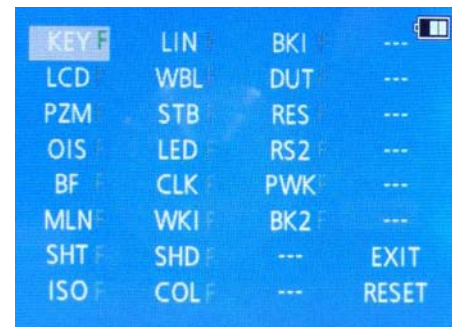 KEY F LIN F BKI F ---
LCD F WBL F DUT F ---
PZM F STB F RES F ---
OIS F LED F RS2 F ---
BF F CLK F PWK F ---
MLN F WKI F BK2 F ---
SHT F SHD F --- EXIT
ISO F COL F --- RESET